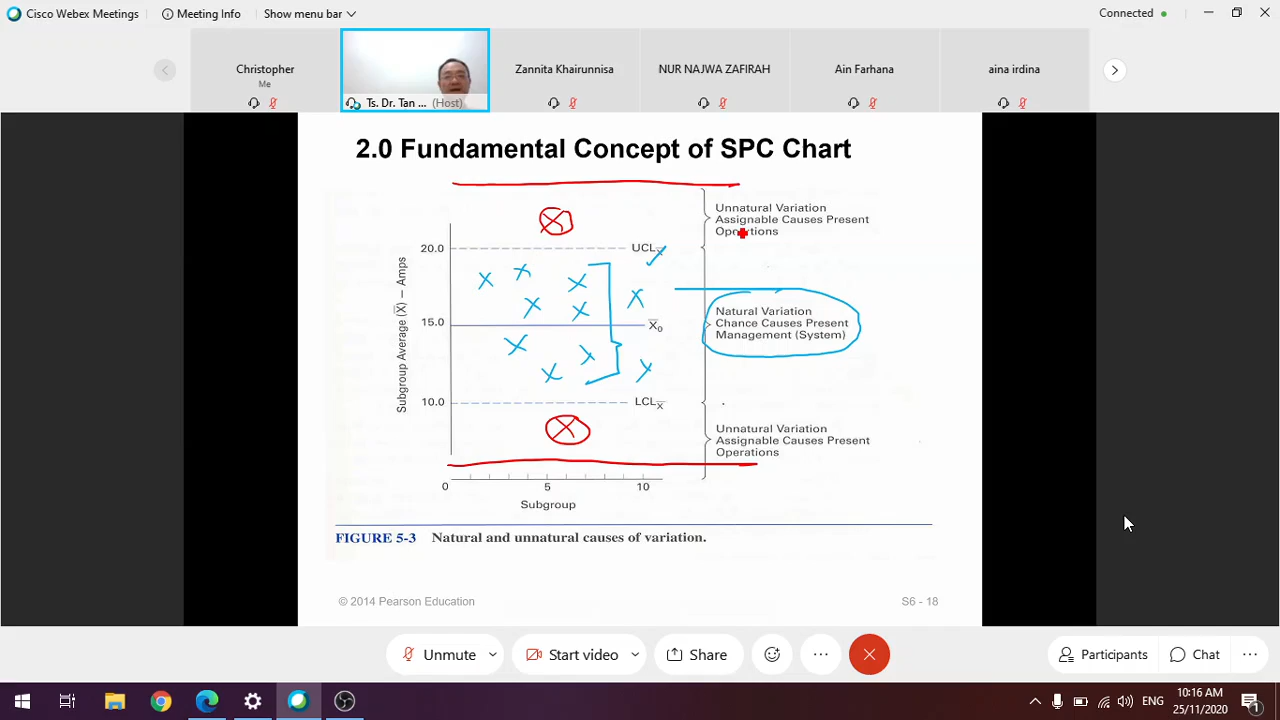 Cisco Webex Meetings
Meeting Info
Show menu bar
Connected
Christopher
Me
Ts. Dr. Tan ... (Host)
Zannita Khairunnisa
NUR NAJWA ZAFIRAH
Ain Farhana
aina irdina
2.0 Fundamental Concept of SPC Chart
Unnatural Variation
Assignable Causes Present
Operations
20.0
UCL X̅
Subgroup Average (X̅) — Amps
15.0
X̅0
Natural Variation
Chance Causes Present
Management (System)
10.0
LCL X̅
Unnatural Variation
Assignable Causes Present
Operations
0
5
10
Subgroup
FIGURE 5-3 Natural and unnatural causes of variation.
© 2014 Pearson Education
S6 - 18
Unmute
Start video
Share
Participants
Chat
ENG
10:16 AM
25/11/2020
1